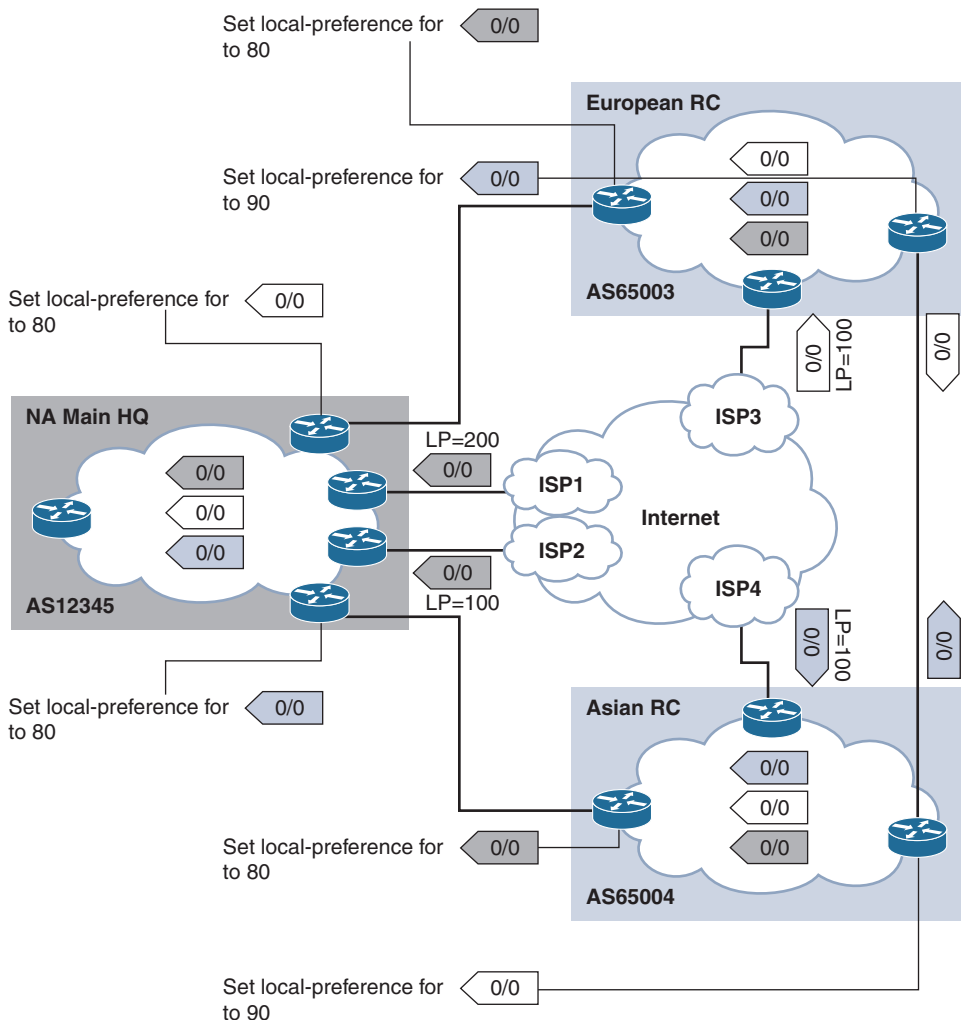 Set local-preference for 0/0
to 80
European RC
0/0
Set local-preference for 0/0
to 90
0/0
0/0
AS65003
Set local-preference for 0/0
to 80
0/0
LP=100
0/0
ISP3
NA Main HQ
LP=200
0/0
0/0
ISP1
0/0
Internet
0/0
ISP2
0/0
LP=100
AS12345
ISP4
0/0
LP=100
0/0
Set local-preference for 0/0
to 80
Asian RC
0/0
0/0
Set local-preference for 0/0
to 80
0/0
AS65004
Set local-preference for 0/0
to 90